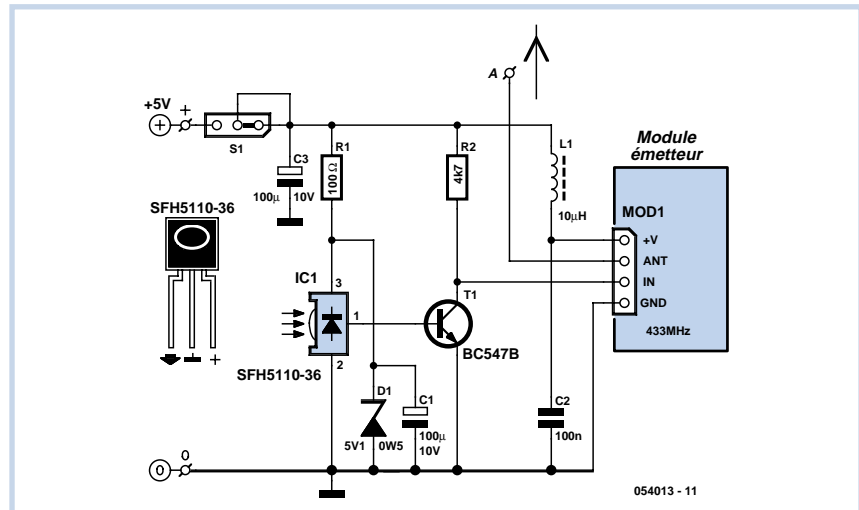 A
+5V
+
S1
C3
100µ
10V
R1
100Ω
R2
4k7
L1
10µH
Module
émetteur
MOD1
+V
ANT
IN
GND
433MHz
SFH5110-36
+
IC1
3
1
2
SFH5110-36
T1
BC547B
D1
5V1
0W5
C1
100µ
10V
C2
100n
0
0
054013 - 11